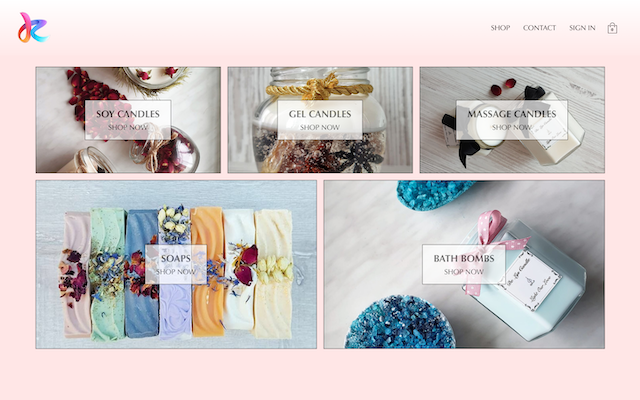 SHOP CONTACT SIGN IN 0
SOY CANDLES
SHOP NOW
GEL CANDLES
SHOP NOW
MASSAGE CANDLES
SHOP NOW
SOAPS
SHOP NOW
BATH BOMBS
SHOP NOW